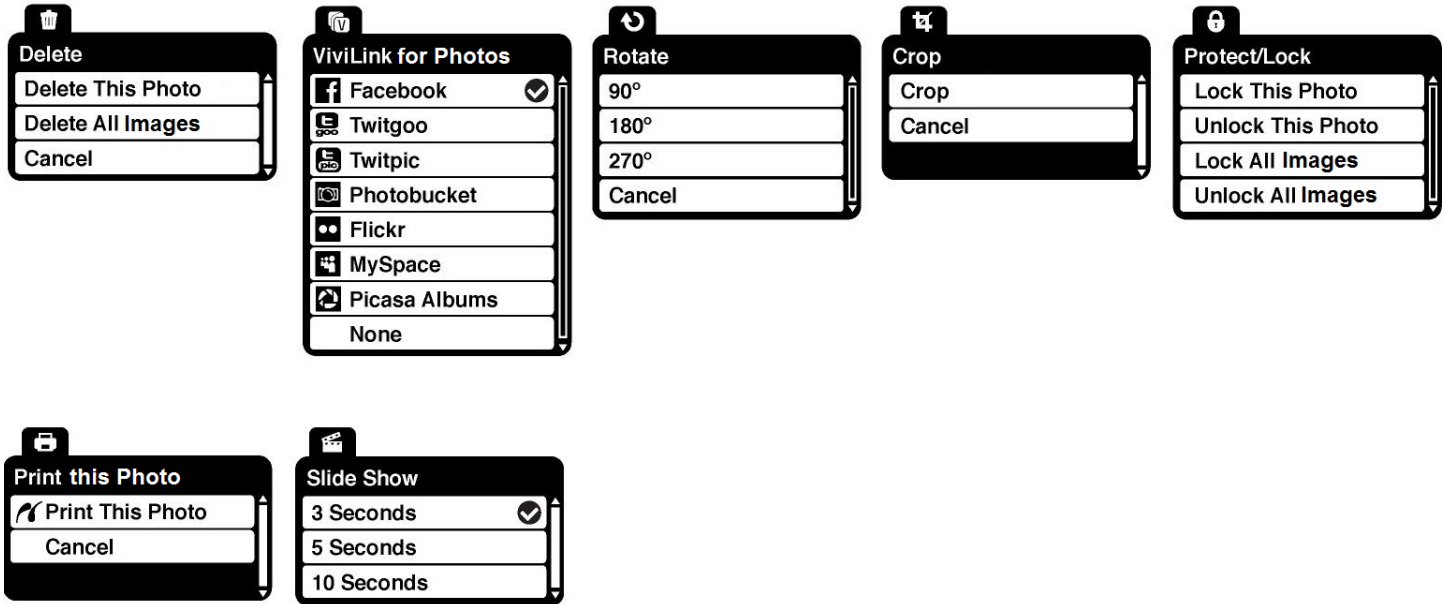 Delete
Delete This Photo
Delete All Images
Cancel
ViviLink for Photos
Facebook
Twitgoo
Twitpic
Photobucket
Flickr
MySpace
Picasa Albums
None
Rotate
90°
180°
270°
Cancel
Crop
Crop
Cancel
Protect/Lock
Lock This Photo
Unlock This Photo
Lock All Images
Unlock All Images
Print this Photo
Print This Photo
Cancel
Slide Show
3 Seconds
5 Seconds
10 Seconds